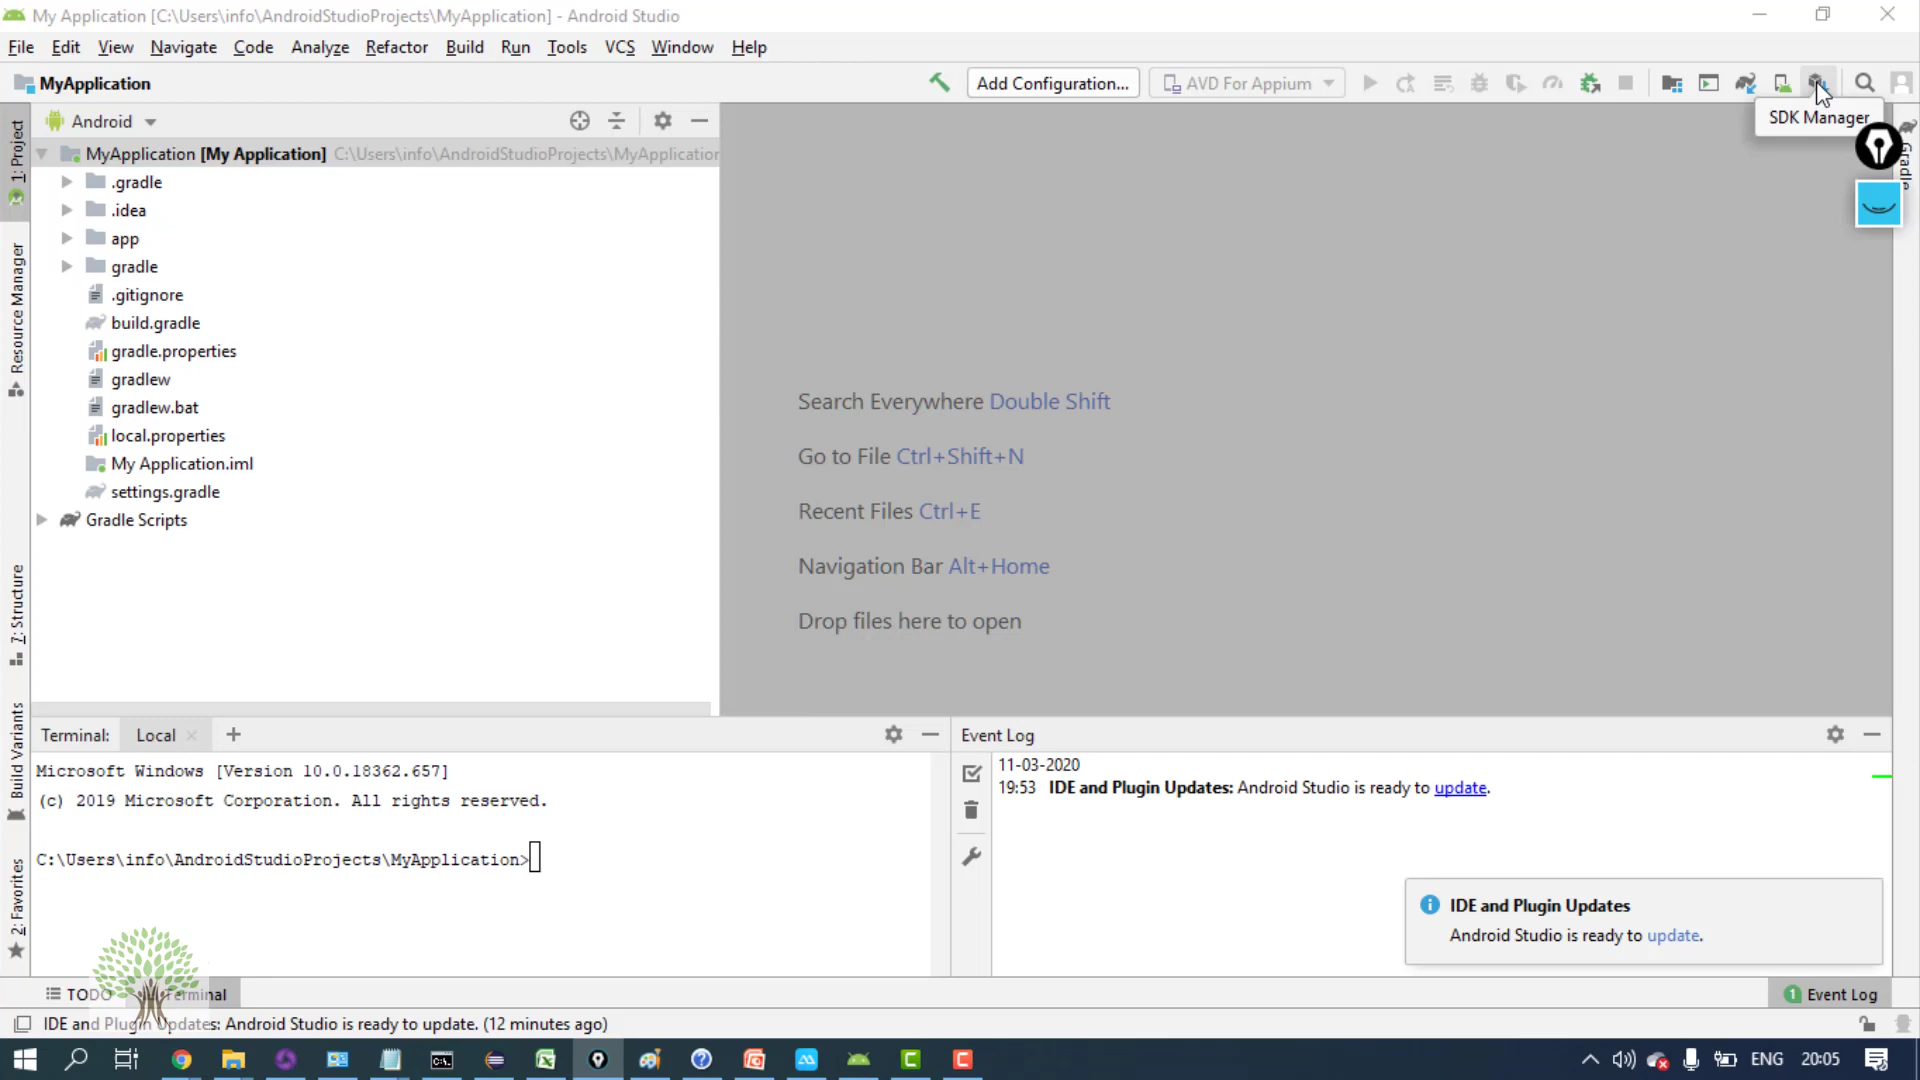 My Application [C:\Users\info\AndroidStudioProjects\MyApplication] - Android Studio
File Edit View Navigate Code Analyze Refactor Build Run Tools VCS Window Help
MyApplication
Add Configuration...
AVD For Appium
SDK Manager
1: Project
Resource Manager
7: Structure
Build Variants
2: Favorites
Gradle
Android
MyApplication [My Application] C:\Users\info\AndroidStudioProjects\MyApplication
.gradle
.idea
app
gradle
.gitignore
build.gradle
gradle.properties
gradlew
gradlew.bat
local.properties
My Application.iml
settings.gradle
Gradle Scripts
Search Everywhere Double Shift
Go to File Ctrl+Shift+N
Recent Files Ctrl+E
Navigation Bar Alt+Home
Drop files here to open
Terminal: Local
Microsoft Windows [Version 10.0.18362.657]
(c) 2019 Microsoft Corporation. All rights reserved.
C:\Users\info\AndroidStudioProjects\MyApplication>
Event Log
11-03-2020
19:53 IDE and Plugin Updates: Android Studio is ready to update.
IDE and Plugin Updates
Android Studio is ready to update.
TODO Terminal
1 Event Log
IDE and Plugin Updates: Android Studio is ready to update. (12 minutes ago)
ENG 20:05